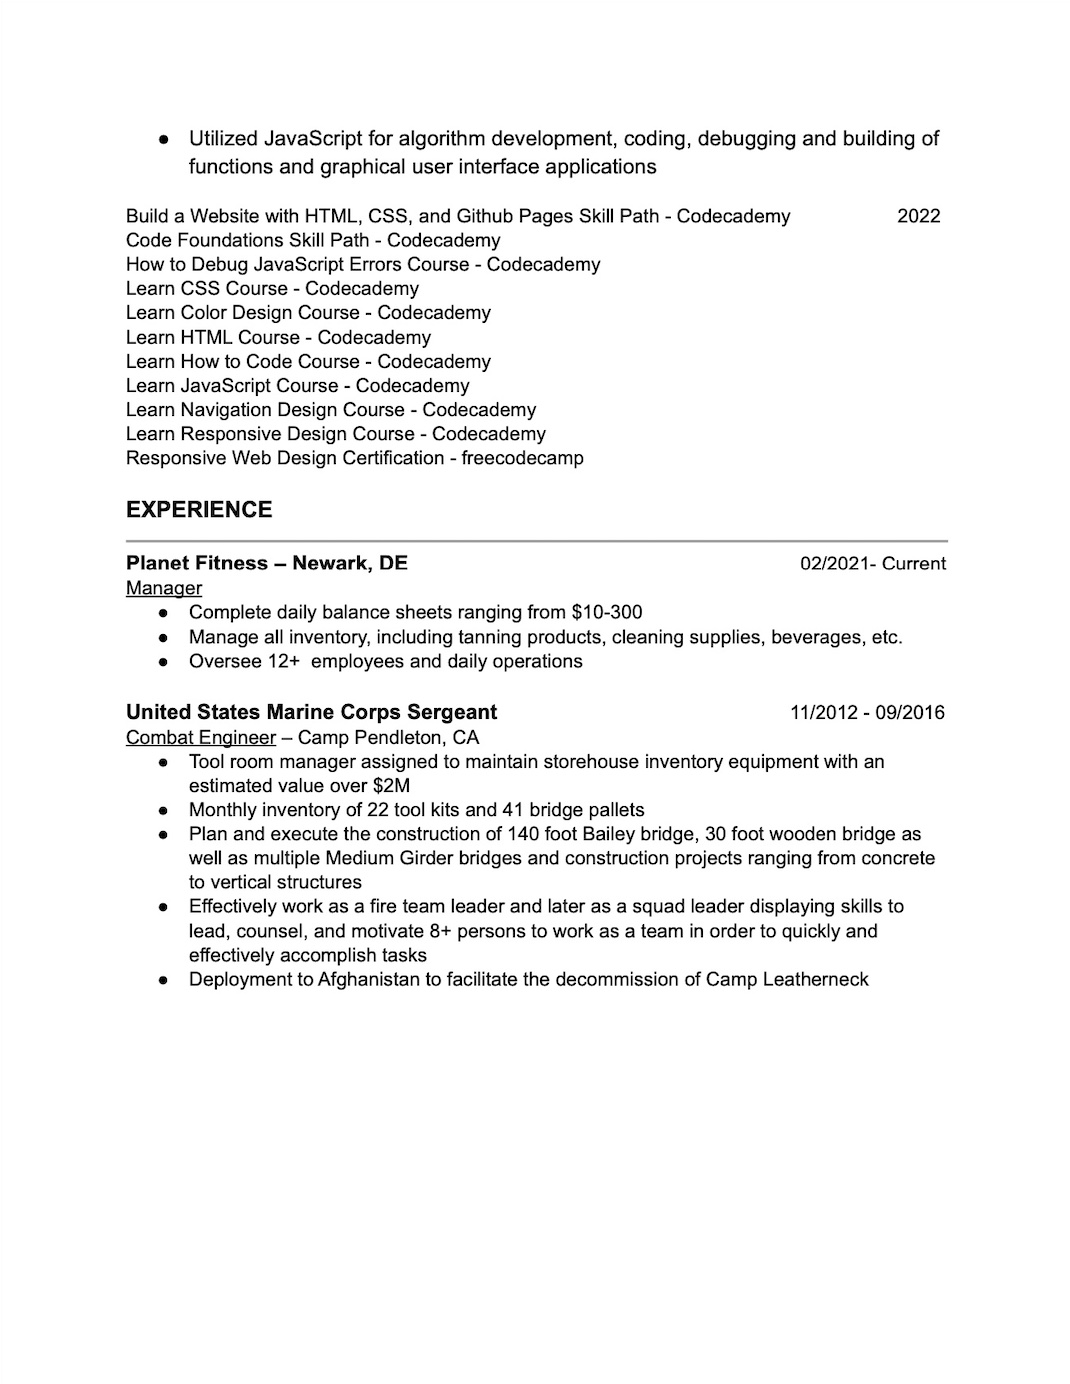 ● Utilized JavaScript for algorithm development, coding, debugging and building of
functions and graphical user interface applications
Build a Website with HTML, CSS, and Github Pages Skill Path - Codecademy 2022
Code Foundations Skill Path - Codecademy
How to Debug JavaScript Errors Course - Codecademy
Learn CSS Course - Codecademy
Learn Color Design Course - Codecademy
Learn HTML Course - Codecademy
Learn How to Code Course - Codecademy
Learn JavaScript Course - Codecademy
Learn Navigation Design Course - Codecademy
Learn Responsive Design Course - Codecademy
Responsive Web Design Certification - freecodecamp
EXPERIENCE
Planet Fitness – Newark, DE 02/2021- Current
Manager
● Complete daily balance sheets ranging from $10-300
● Manage all inventory, including tanning products, cleaning supplies, beverages, etc.
● Oversee 12+ employees and daily operations
United States Marine Corps Sergeant 11/2012 - 09/2016
Combat Engineer – Camp Pendleton, CA
● Tool room manager assigned to maintain storehouse inventory equipment with an
estimated value over $2M
● Monthly inventory of 22 tool kits and 41 bridge pallets
● Plan and execute the construction of 140 foot Bailey bridge, 30 foot wooden bridge as
well as multiple Medium Girder bridges and construction projects ranging from concrete
to vertical structures
● Effectively work as a fire team leader and later as a squad leader displaying skills to
lead, counsel, and motivate 8+ persons to work as a team in order to quickly and
effectively accomplish tasks
● Deployment to Afghanistan to facilitate the decommission of Camp Leatherneck